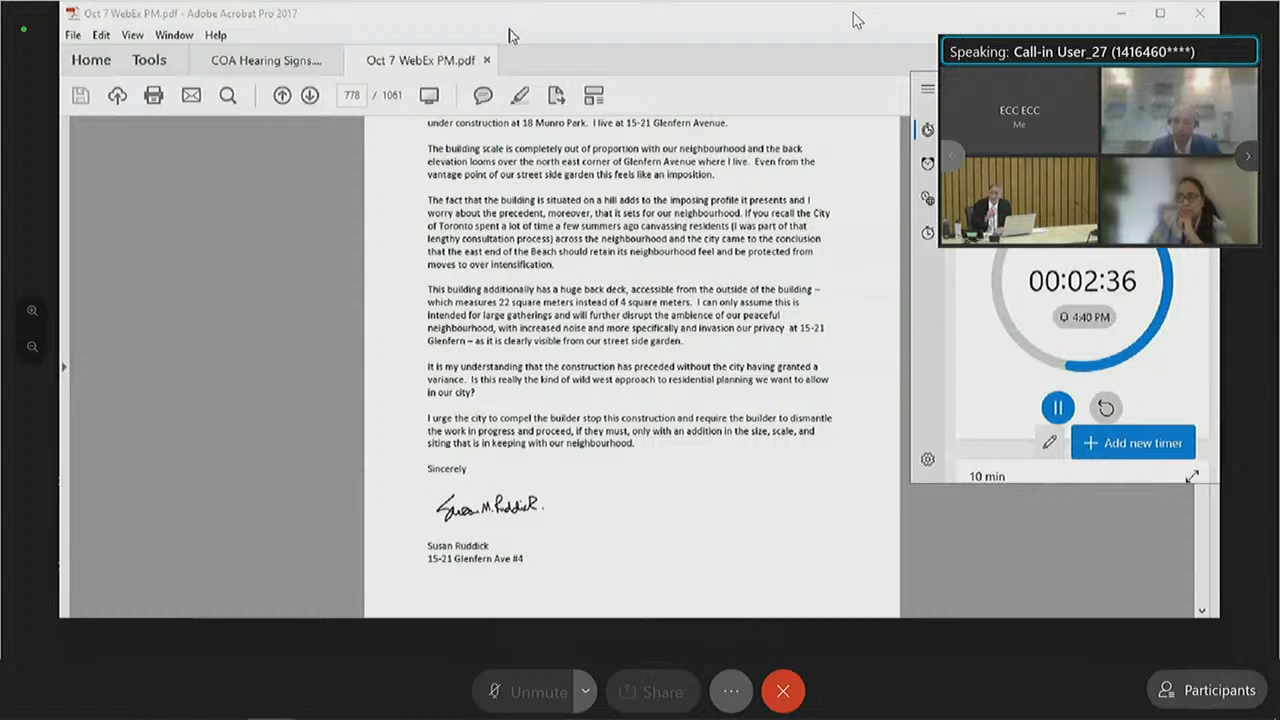 Oct 7 WebEx PM.pdf - Adobe Acrobat Pro 2017
File Edit View Window Help
Home Tools COA Hearing Signs.... Oct 7 WebEx PM.pdf ×
778 / 1061
Speaking: Call-in User_27 (1416460****)
ECC ECC
Me
under construction at 18 Munro Park. I live at 15-21 Glenfern Avenue.
The building scale is completely out of proportion with our neighbourhood and the back
elevation looms over the north east corner of Glenfern Avenue where I live. Even from the
vantage point of our street side garden this feels like an imposition.
The fact that the building is situated on a hill adds to the imposing profile it presents and I
worry about the precedent, moreover, that it sets for our neighbourhood. If you recall the City
of Toronto spent a lot of time a few summers ago canvassing residents (I was part of that
lengthy consultation process) across the neighbourhood and the city came to the conclusion
that the east end of the Beach should retain its neighbourhood feel and be protected from
moves to over intensification.
This building additionally has a huge back deck, accessible from the outside of the building –
which measures 22 square meters instead of 4 square meters. I can only assume this is
intended for large gatherings and will further disrupt the ambience of our peaceful
neighbourhood, with increased noise and more specifically and invasion our privacy at 15-21
Glenfern – as it is clearly visible from our street side garden.
It is my understanding that the construction has preceded without the city having granted a
variance. Is this really the kind of wild west approach to residential planning we want to allow
in our city?
I urge the city to compel the builder stop this construction and require the builder to dismantle
the work in progress and proceed, if they must, only with an addition in the size, scale, and
siting that is in keeping with our neighbourhood.
Sincerely
Susan M. Ruddick.
Susan Ruddick
15-21 Glenfern Ave #4
00:02:36
4:40 PM
Add new timer
10 min
Unmute
Share
Participants